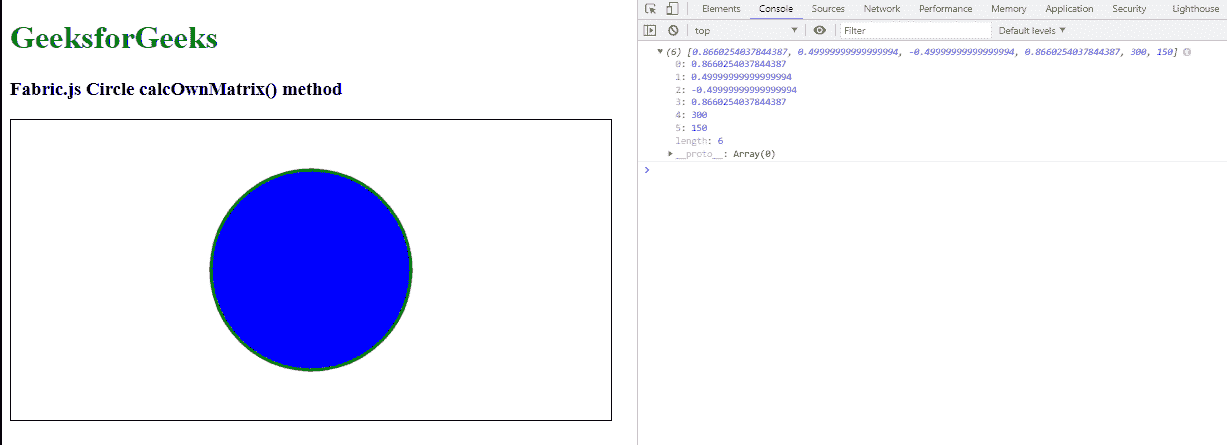 GeeksforGeeks
Fabric.js Circle calcOwnMatrix() method
Elements Console Sources Network Performance Memory Application Security Lighthouse
top Filter Default levels
(6) [0.8660254037844387, 0.49999999999999994, -0.49999999999999994, 0.8660254037844387, 300, 150]
0: 0.8660254037844387
1: 0.49999999999999994
2: -0.49999999999999994
3: 0.8660254037844387
4: 300
5: 150
length: 6
__proto__: Array(0)